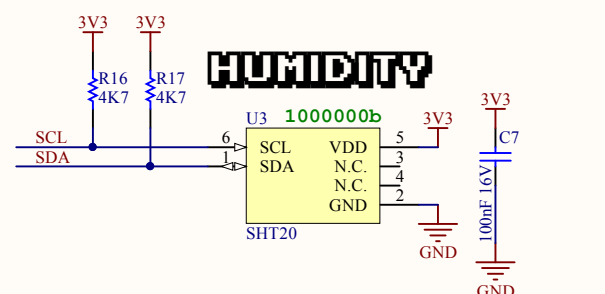 3V3
3V3
HUMIDITY
R16
4K7
R17
4K7
U3
1000000b
3V3
3V3
SCL
SDA
6
1
SCL
SDA
VDD
N.C.
N.C.
GND
5
3
4
2
SHT20
GND
C7
100nF 16V
GND